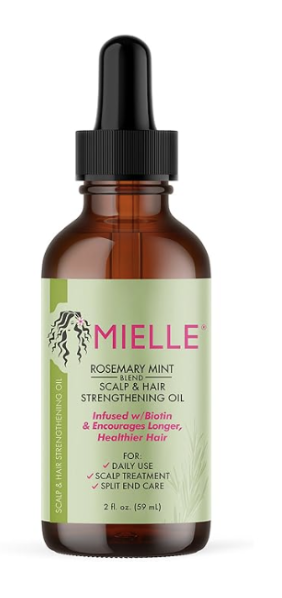 MIELLE®
ROSEMARY MINT
BLEND
SCALP & HAIR
STRENGTHENING OIL
Infused w/Biotin
& Encourages Longer,
Healthier Hair
FOR:
✓ DAILY USE
✓ SCALP TREATMENT
✓ SPLIT END CARE
2 fl. oz. (59 mL)
SCALP & HAIR STRENGTHENING OIL